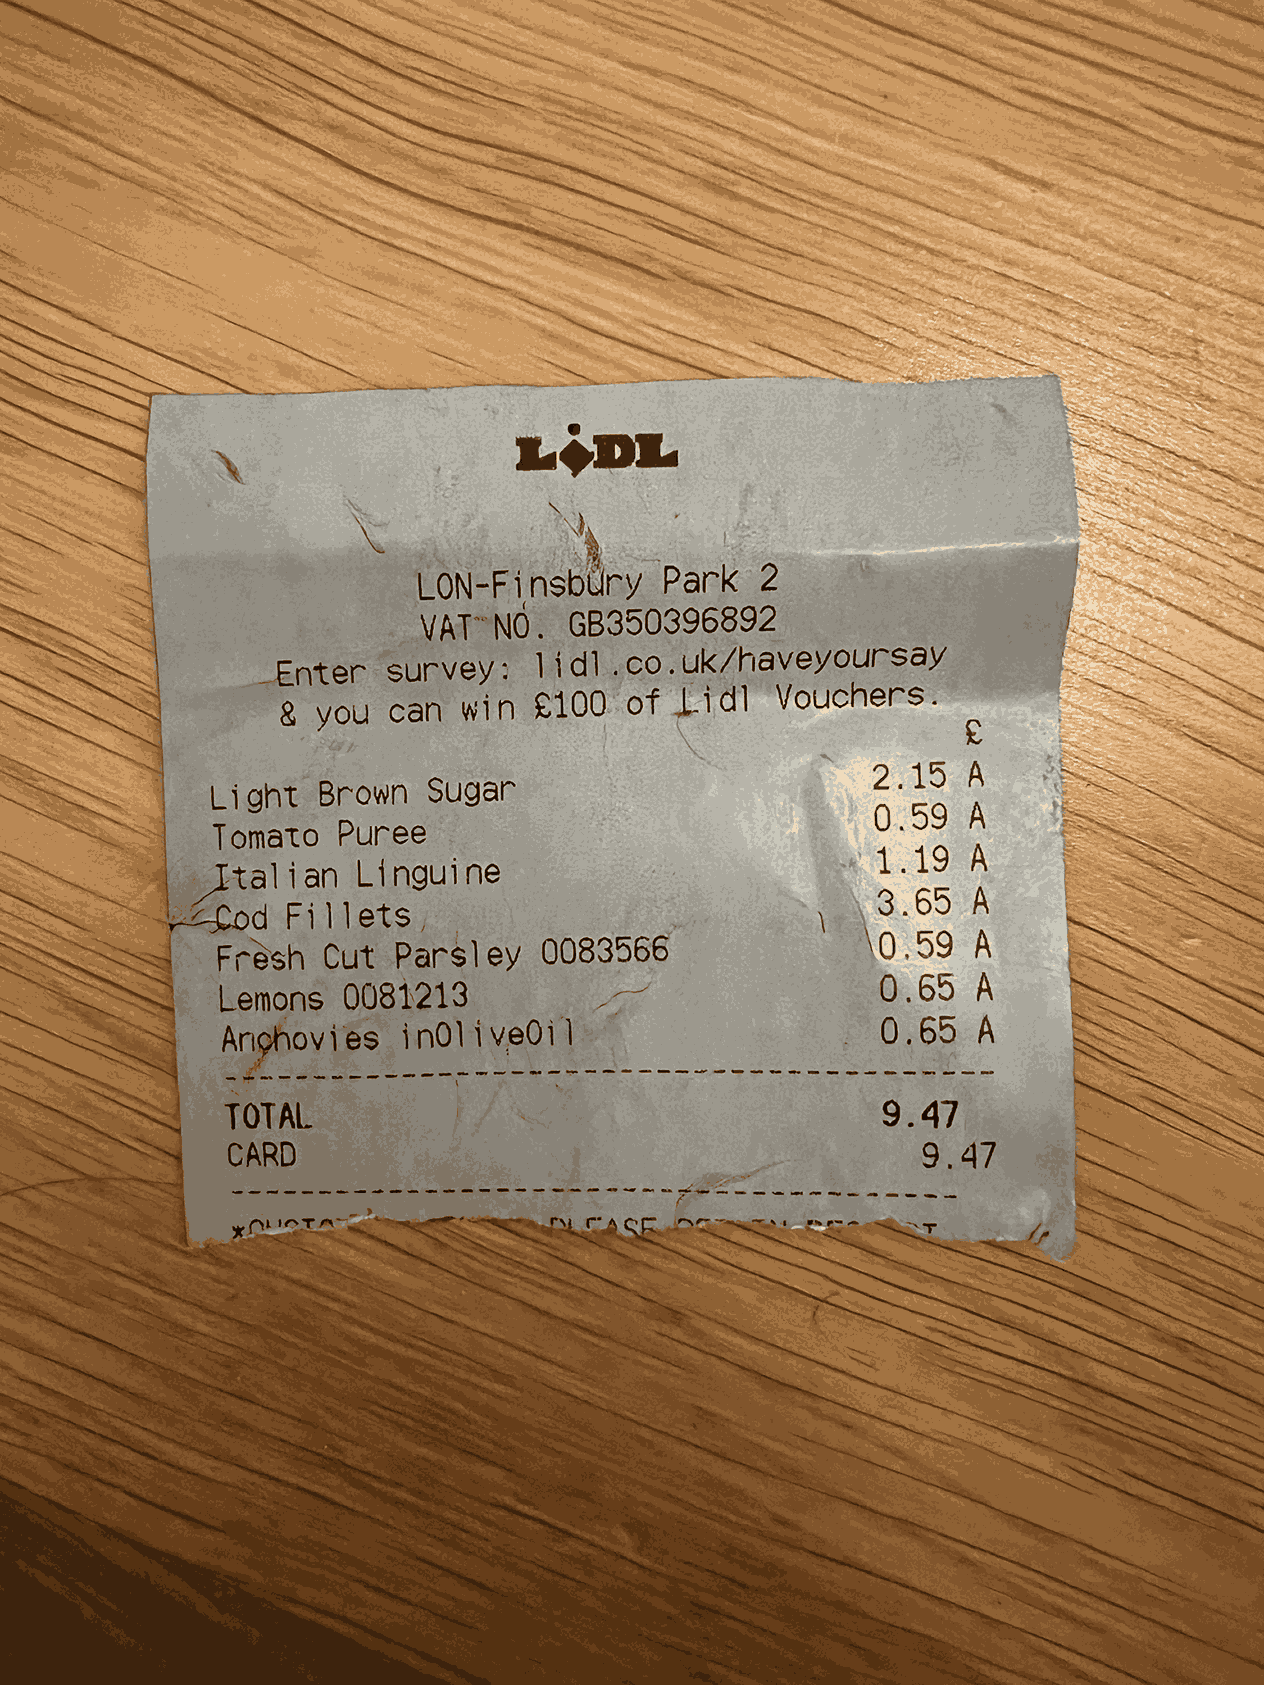 LIDL
LON-Finsbury Park 2
VAT NO. GB350396892
Enter survey: lidl.co.uk/haveyoursay
& you can win £100 of Lidl Vouchers.
£
Light Brown Sugar 2.15 A
Tomato Puree 0.59 A
Italian Linguine 1.19 A
Cod Fillets 3.65 A
Fresh Cut Parsley 0083566 0.59 A
Lemons 0081213 0.65 A
Anchovies inOliveOil 0.65 A
TOTAL 9.47
CARD 9.47
PLEASE